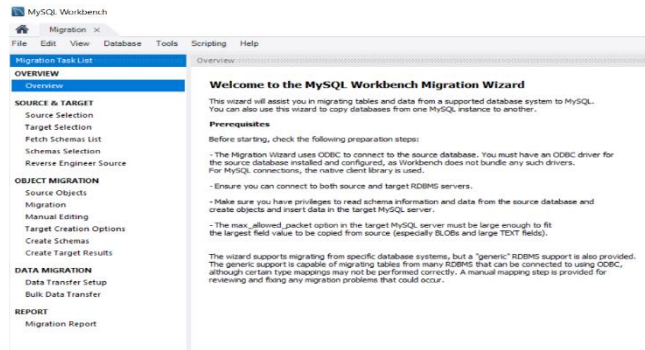 MySQL Workbench
Migration ×
File Edit View Database Tools Scripting Help
Migration Task List
OVERVIEW
Overview
SOURCE & TARGET
Source Selection
Target Selection
Fetch Schemas List
Schemas Selection
Reverse Engineer Source
OBJECT MIGRATION
Source Objects
Migration
Manual Editing
Target Creation Options
Create Schemas
Create Target Results
DATA MIGRATION
Data Transfer Setup
Bulk Data Transfer
REPORT
Migration Report
Overview
Welcome to the MySQL Workbench Migration Wizard
This wizard will assist you in migrating tables and data from a supported database system to MySQL.
You can also use this wizard to copy databases from one MySQL instance to another.
Prerequisites
Before starting, check the following preparation steps:
- The Migration Wizard uses ODBC to connect to the source database. You must have an ODBC driver for
the source database installed and configured, as Workbench does not bundle any such drivers.
For MySQL connections, the native client library is used.
- Ensure you can connect to both source and target RDBMS servers.
- Make sure you have privileges to read schema information and data from the source database and
create objects and insert data in the target MySQL server.
- The max_allowed_packet option in the target MySQL server must be large enough to fit
the largest field value to be copied from source (especially BLOBs and large TEXT fields).
The wizard supports migrating from specific database systems, but a "generic" RDBMS support is also provided.
The generic support is capable of migrating tables from many RDBMS that can be connected to using ODBC,
although certain type mappings may not be performed correctly. A manual mapping step is provided for
reviewing and fixing any migration problems that could occur.